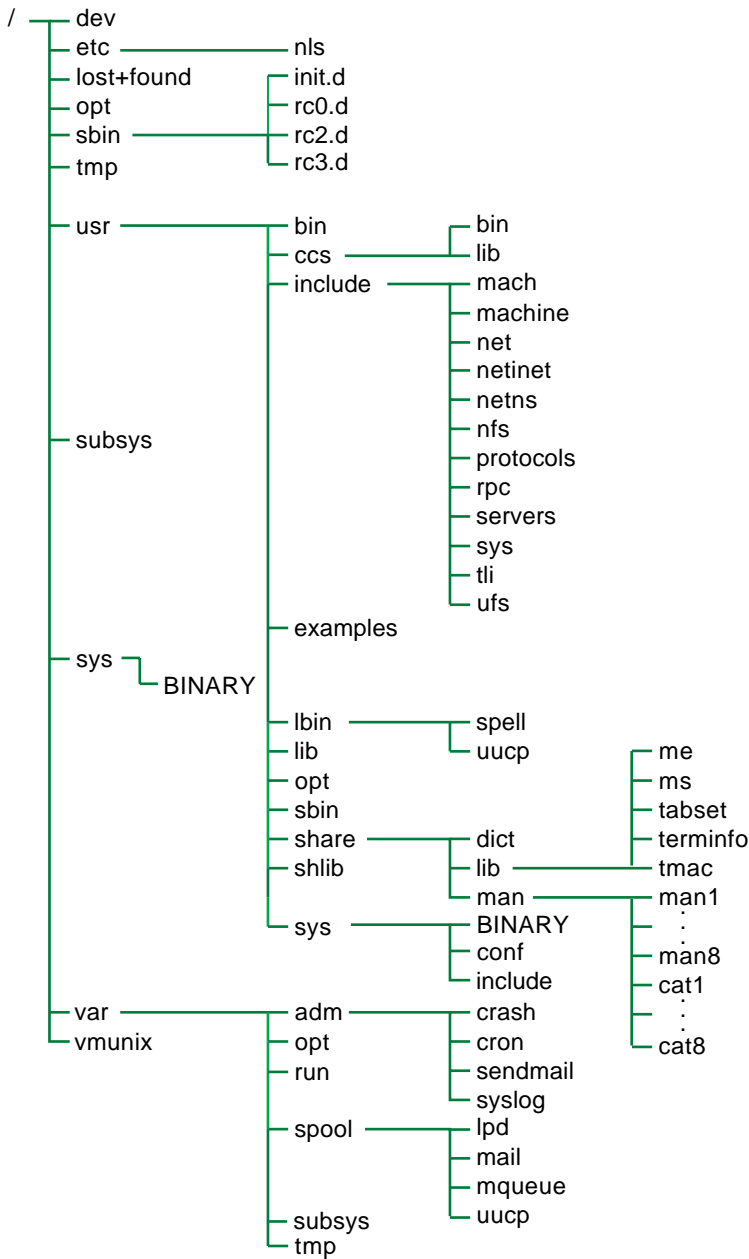 / dev
etc nls
lost+found init.d
opt rc0.d
sbin rc2.d
tmp rc3.d
usr bin bin
ccs lib
include mach
machine
net
netinet
netns
nfs
subsys protocols
rpc
servers
sys
tli
ufs
examples
sys
BINARY
lbin spell
lib uucp me
opt ms
sbin tabset
share dict terminfo
shlib lib tmac
man man1
sys BINARY :
conf man8
include cat1
var adm crash :
vmunix opt cron cat8
run sendmail
syslog
spool lpd
mail
mqueue
subsys uucp
tmp